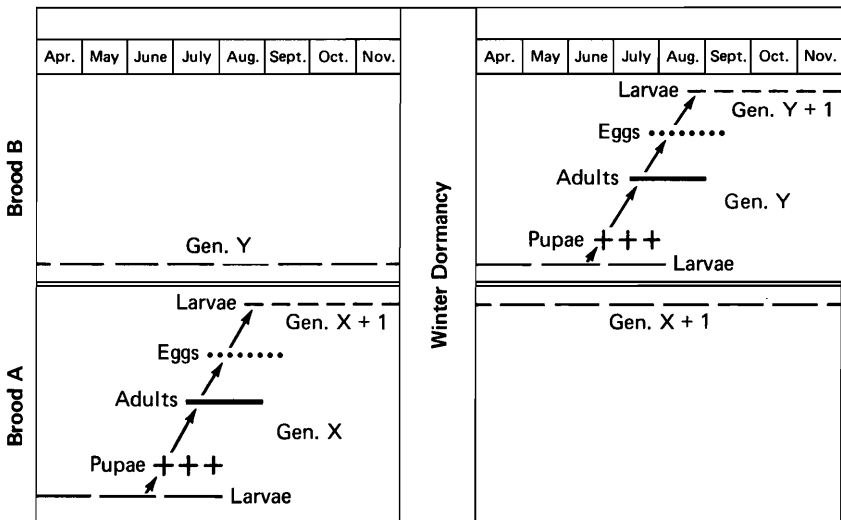 Apr. May June July Aug. Sept. Oct. Nov.
Apr. May June July Aug. Sept. Oct. Nov.
Brood B
Gen. Y
Larvae
Gen. Y + 1
Eggs
Adults
Gen. Y
Pupae
Larvae
Winter Dormancy
Brood A
Larvae
Gen. X + 1
Eggs
Adults
Gen. X
Pupae
Larvae
Gen. X + 1